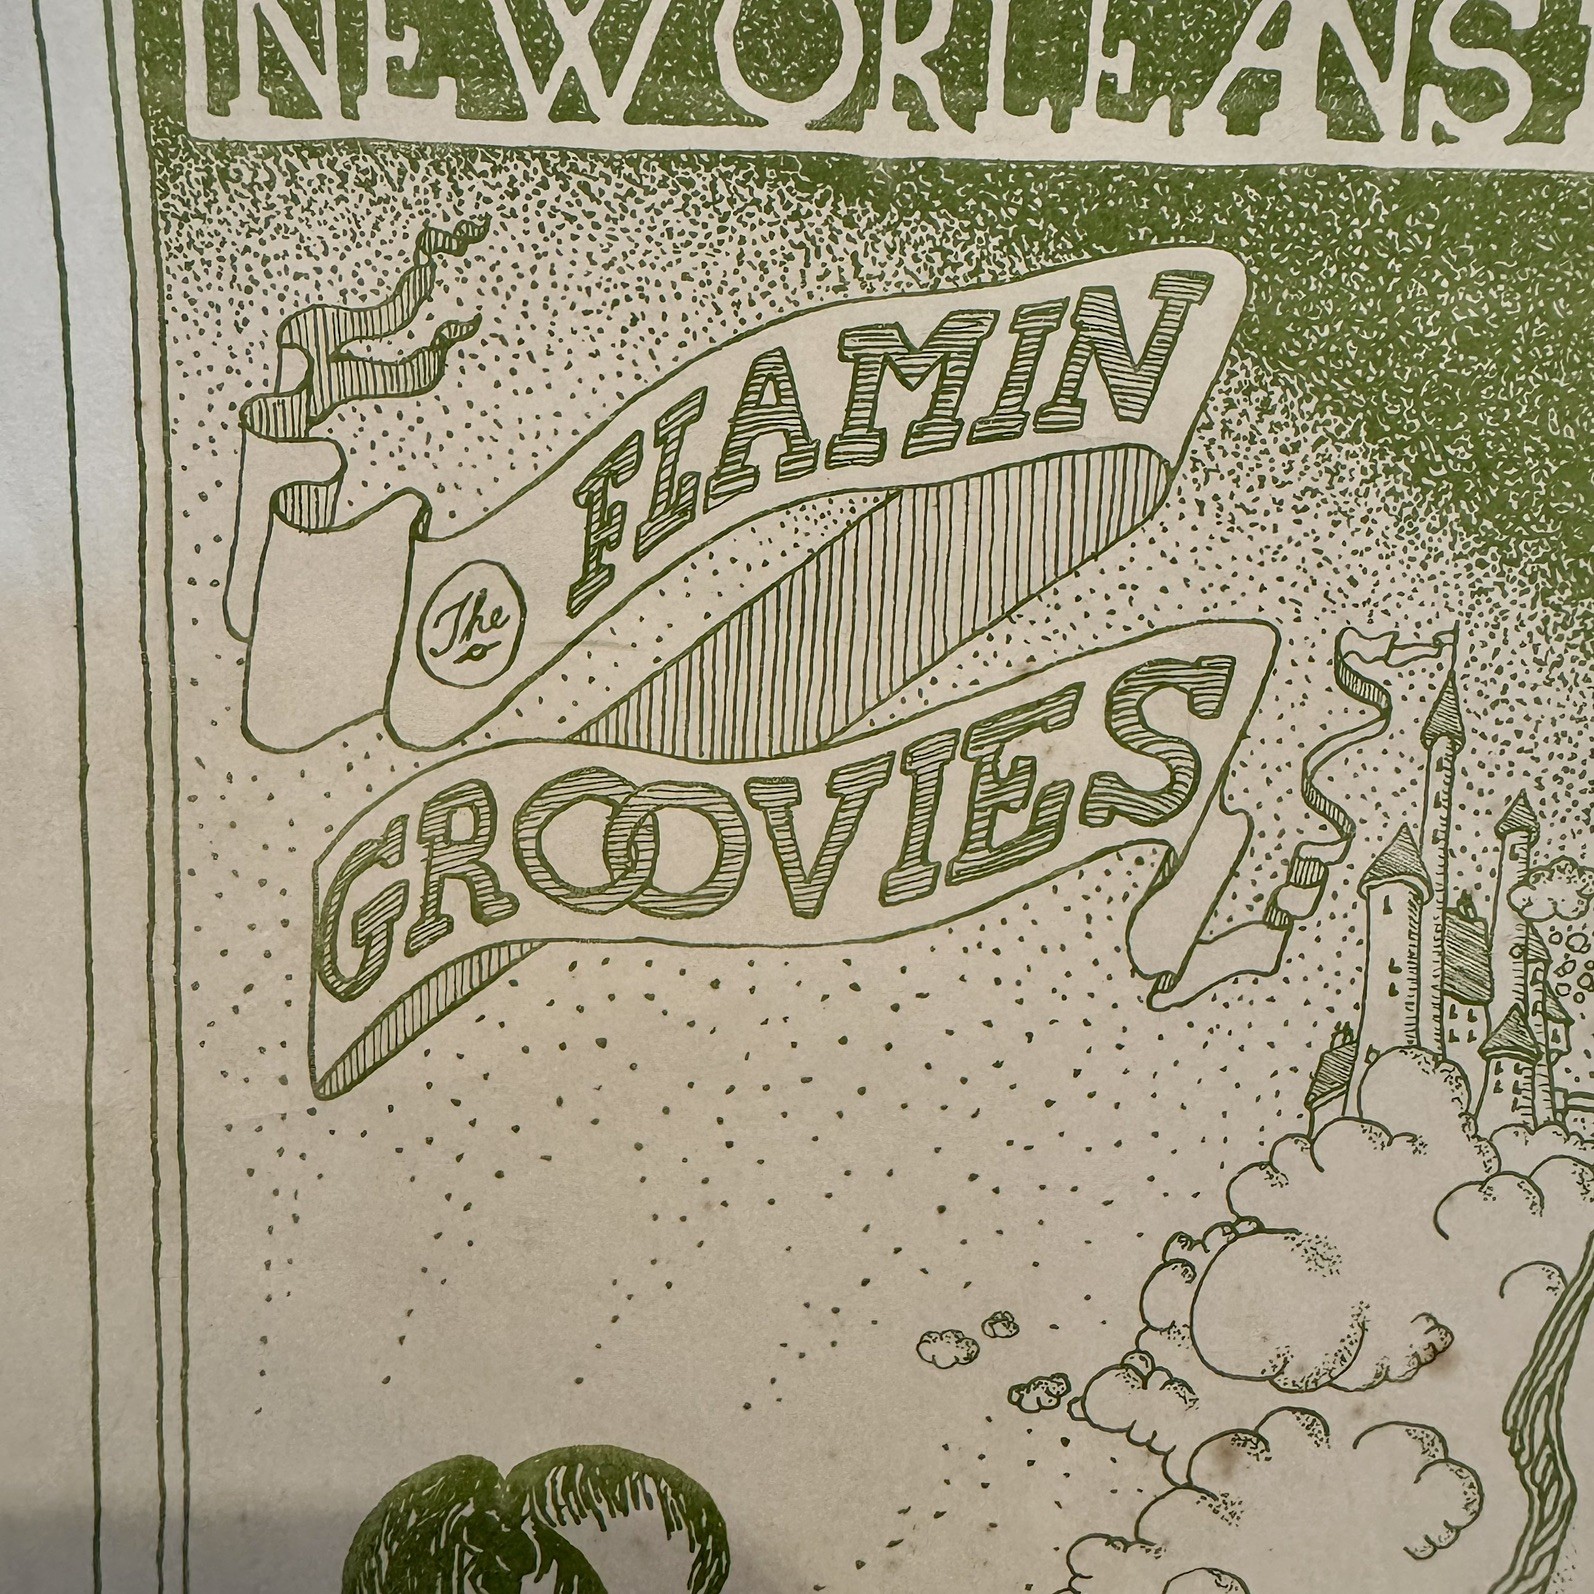 NEW ORLEANS
The
FLAMIN
GROOVIES